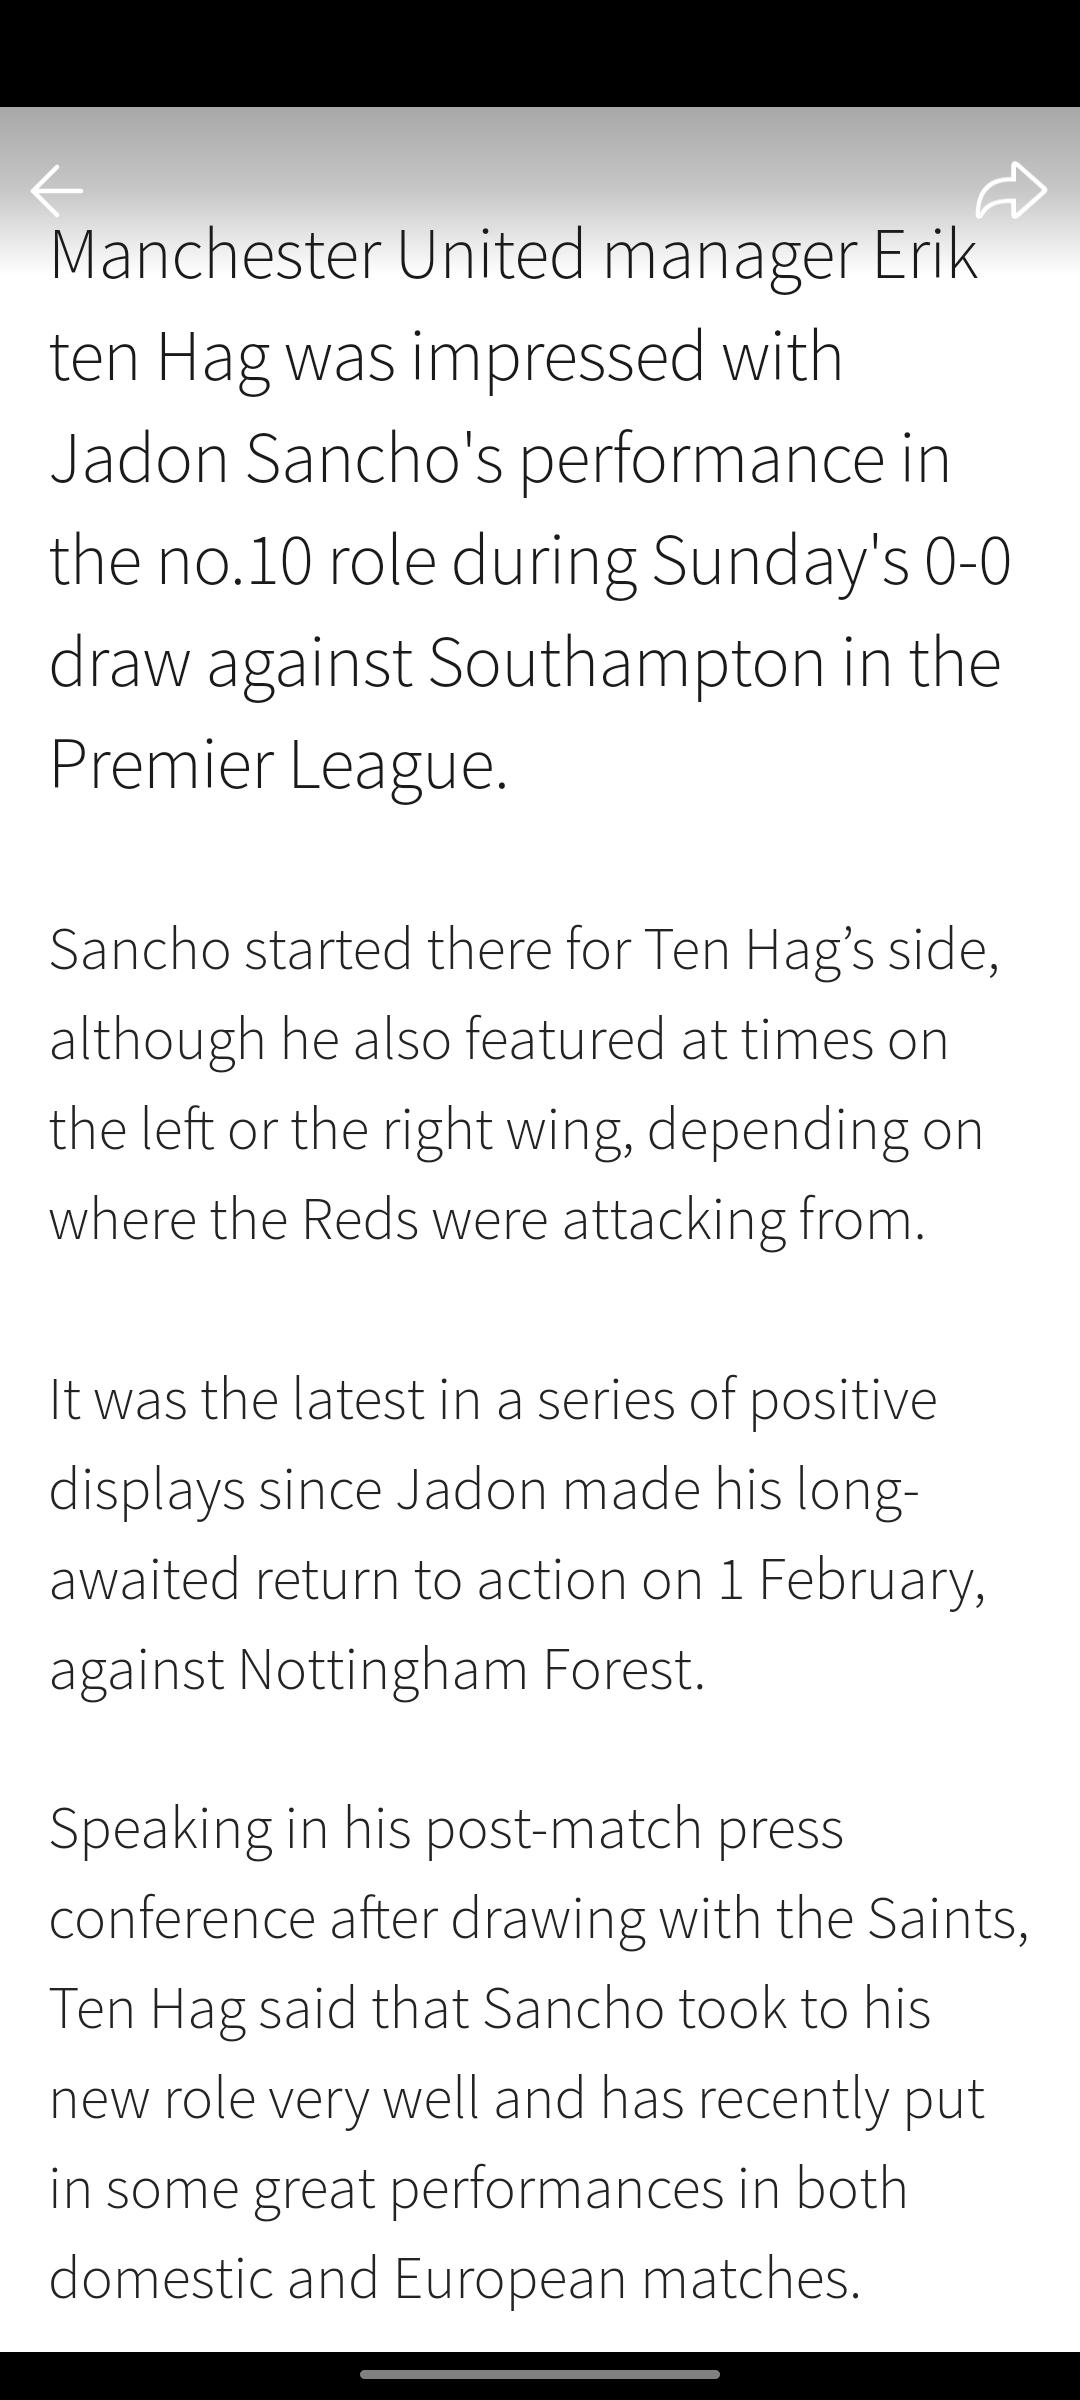 Manchester United manager Erik
ten Hag was impressed with
Jadon Sancho's performance in
the no.10 role during Sunday's 0-0
draw against Southampton in the
Premier League.
Sancho started there for Ten Hag’s side,
although he also featured at times on
the left or the right wing, depending on
where the Reds were attacking from.
It was the latest in a series of positive
displays since Jadon made his long-
awaited return to action on 1 February,
against Nottingham Forest.
Speaking in his post-match press
conference after drawing with the Saints,
Ten Hag said that Sancho took to his
new role very well and has recently put
in some great performances in both
domestic and European matches.